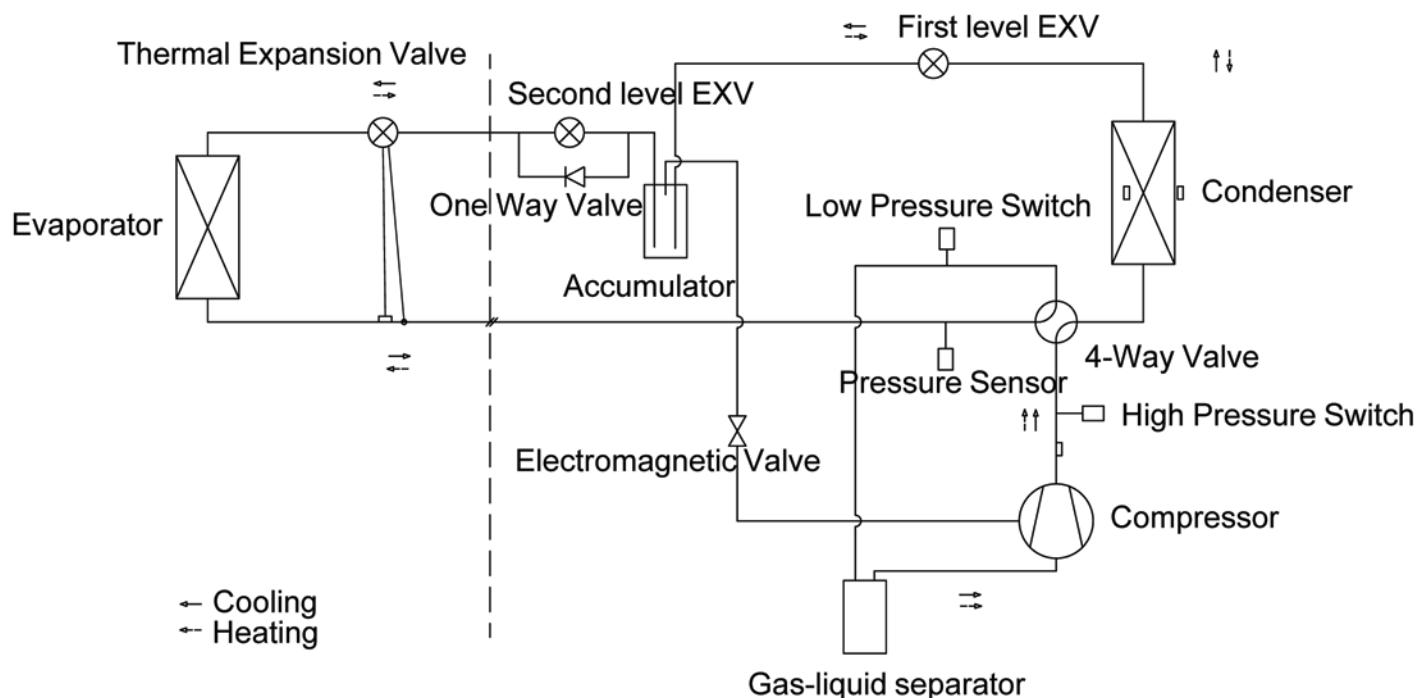 First level EXV
Thermal Expansion Valve
Second level EXV
One Way Valve
Low Pressure Switch
Condenser
Evaporator
Accumulator
4-Way Valve
Pressure Sensor
High Pressure Switch
Electromagnetic Valve
Compressor
Cooling
Heating
Gas-liquid separator